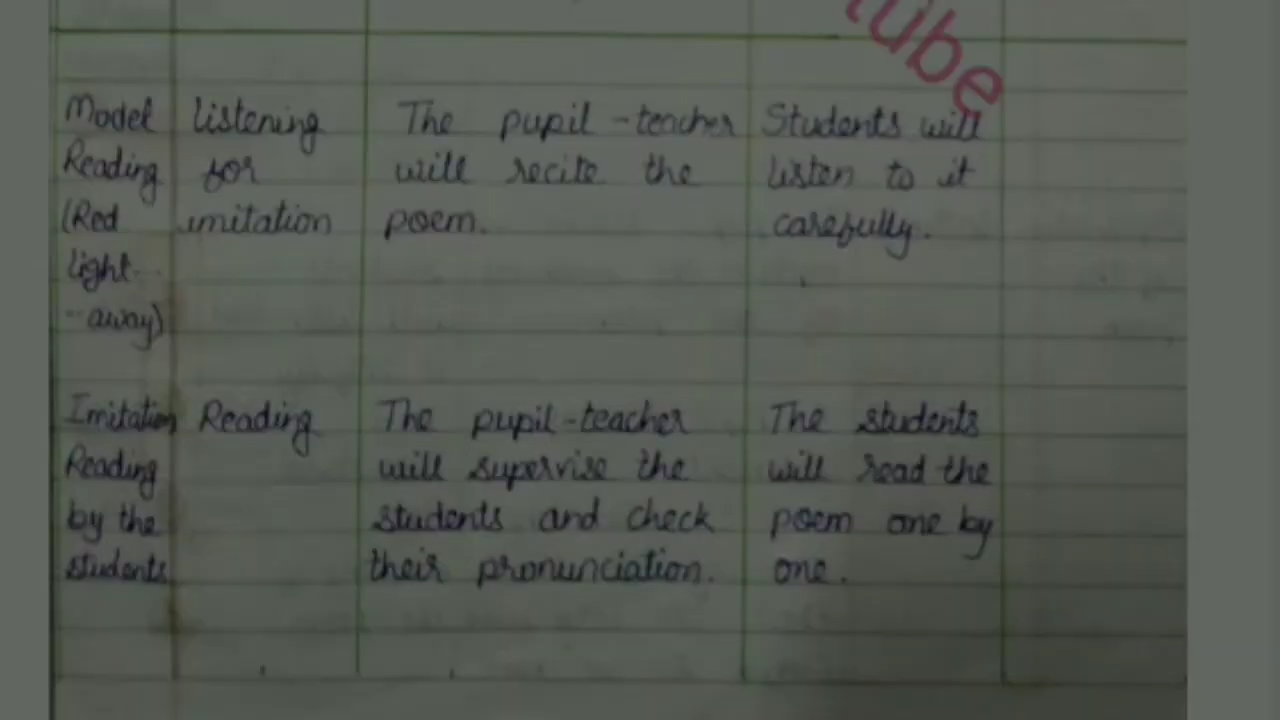 tube
Model
Reading
(Red
light--
--away)
listening
for
imitation
The pupil-teacher
will recite the
poem.
Students will
listen to it
carefully.
Imitation
Reading
by the
students
Reading
The pupil-teacher
will supervise the
students and check
their pronunciation.
The students
will read the
poem one by
one.